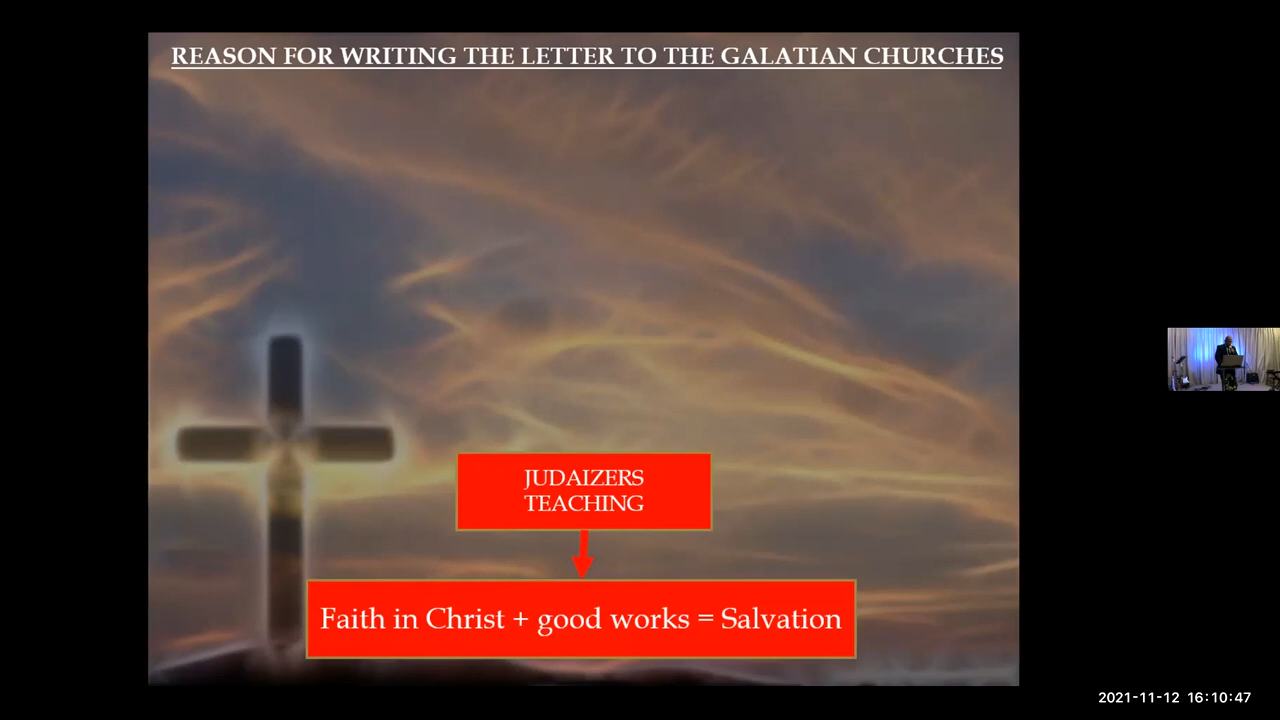 REASON FOR WRITING THE LETTER TO THE GALATIAN CHURCHES
JUDAIZERS
TEACHING
Faith in Christ + good works = Salvation
2021-11-12 16:10:47